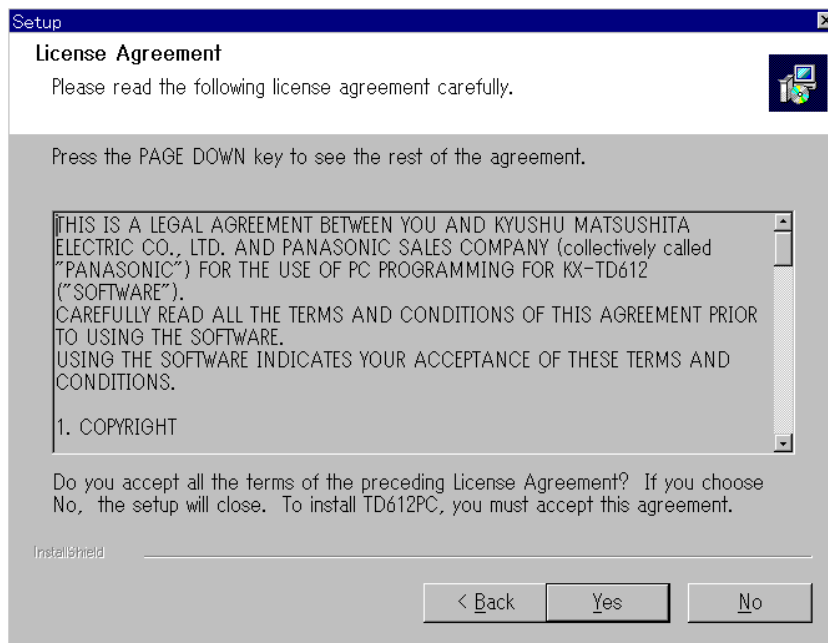 Setup
License Agreement
Please read the following license agreement carefully.
Press the PAGE DOWN key to see the rest of the agreement.
THIS IS A LEGAL AGREEMENT BETWEEN YOU AND KYUSHU MATSUSHITA
ELECTRIC CO., LTD. AND PANASONIC SALES COMPANY (collectively called
"PANASONIC") FOR THE USE OF PC PROGRAMMING FOR KX-TD612
("SOFTWARE").
CAREFULLY READ ALL THE TERMS AND CONDITIONS OF THIS AGREEMENT PRIOR
TO USING THE SOFTWARE.
USING THE SOFTWARE INDICATES YOUR ACCEPTANCE OF THESE TERMS AND
CONDITIONS.
1. COPYRIGHT
Do you accept all the terms of the preceding License Agreement? If you choose
No, the setup will close. To install TD612PC, you must accept this agreement.
InstallShield
< Back
Yes
No